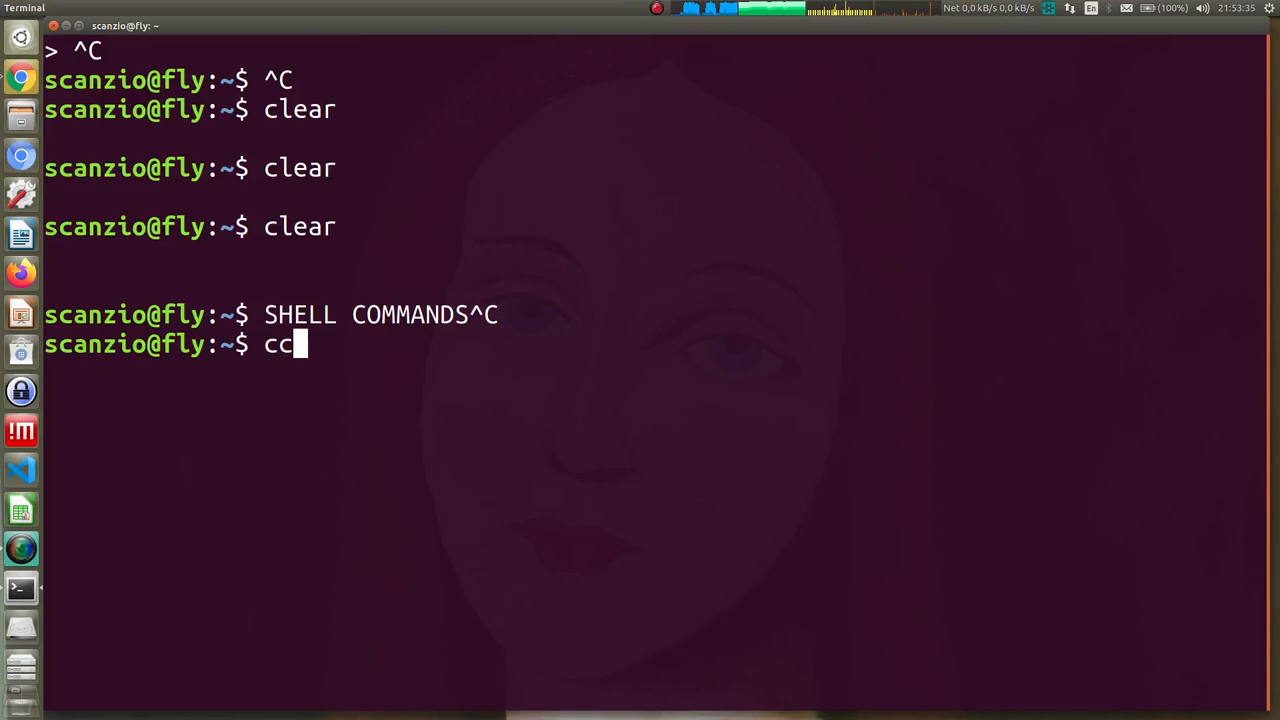 Terminal
Net 0,0 kB/s 0,0 kB/s
En
(100%)
21:53:35
scanzio@fly: ~
> ^C
scanzio@fly:~$ ^C
scanzio@fly:~$ clear
scanzio@fly:~$ clear
scanzio@fly:~$ clear
scanzio@fly:~$ SHELL COMMANDS^C
scanzio@fly:~$ cc
!M